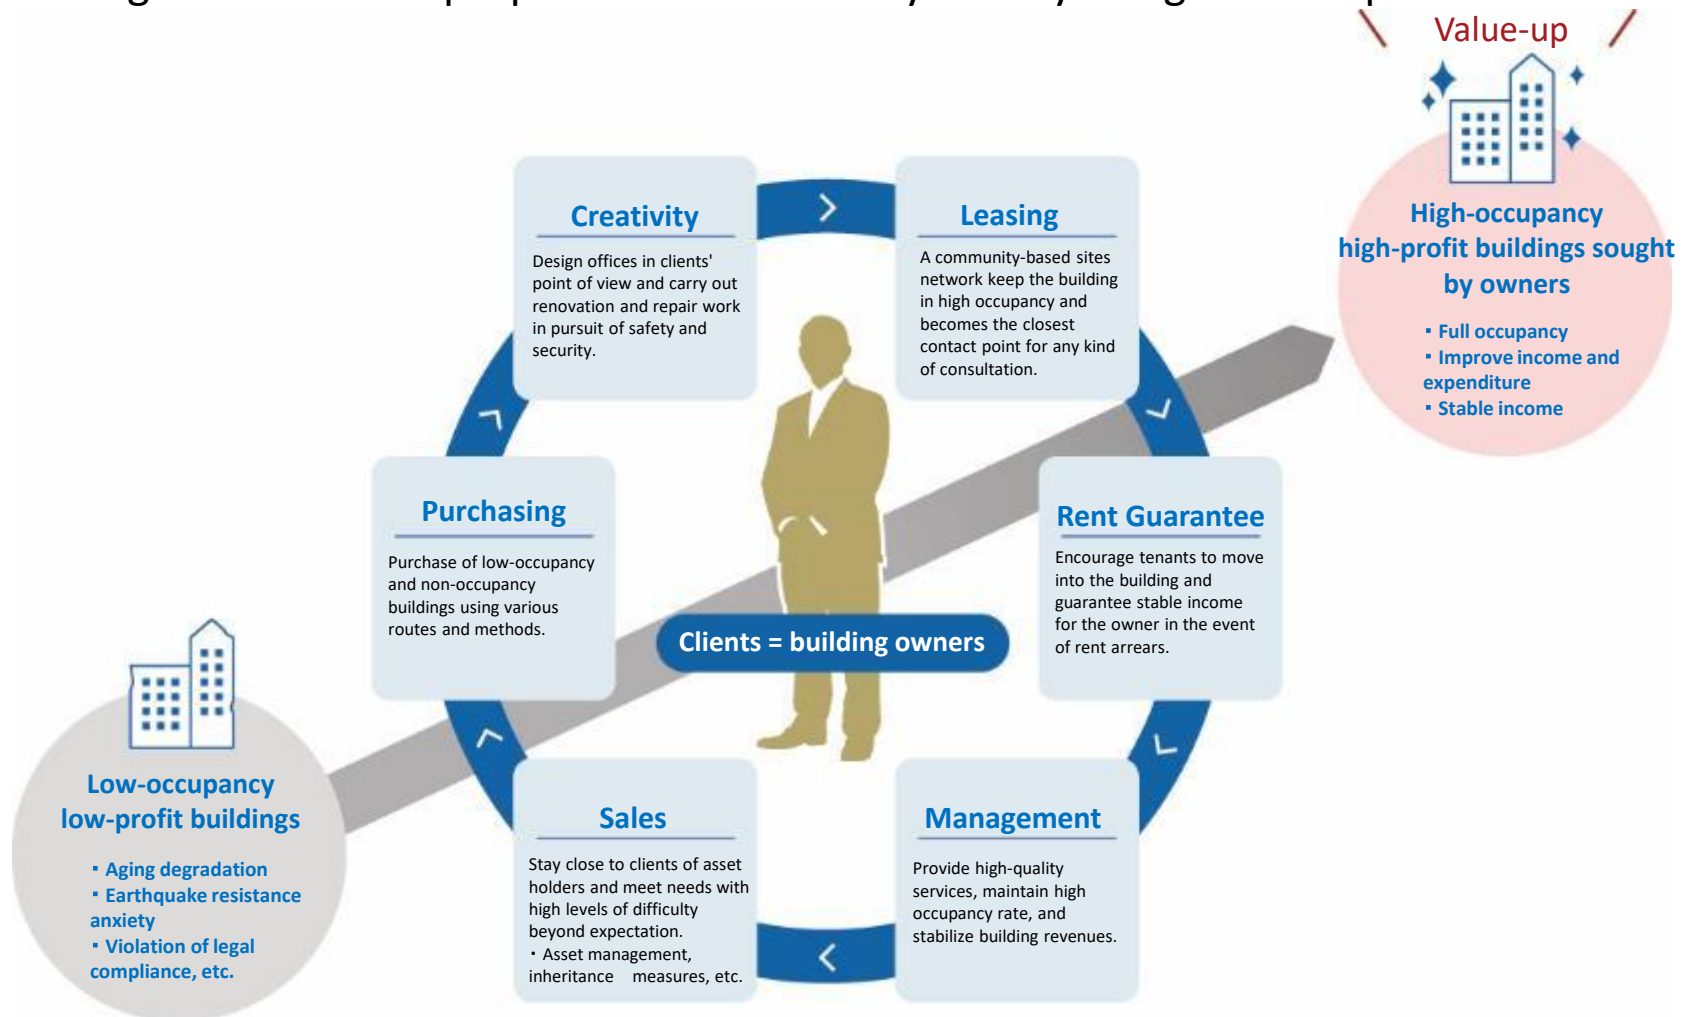 Value-up
High-occupancy
high-profit buildings sought
by owners
・Full occupancy
・Improve income and
expenditure
・Stable income
Creativity
Design offices in clients'
point of view and carry out
renovation and repair work
in pursuit of safety and
security.
Leasing
A community-based sites
network keep the building
in high occupancy and
becomes the closest
contact point for any kind
of consultation.
Purchasing
Purchase of low-occupancy
and non-occupancy
buildings using various
routes and methods.
Rent Guarantee
Encourage tenants to move
into the building and
guarantee stable income
for the owner in the event
of rent arrears.
Clients = building owners
Low-occupancy
low-profit buildings
・Aging degradation
・Earthquake resistance
anxiety
・Violation of legal
compliance, etc.
Sales
Stay close to clients of asset
holders and meet needs with
high levels of difficulty
beyond expectation.
・Asset management,
inheritance measures, etc.
Management
Provide high-quality
services, maintain high
occupancy rate, and
stabilize building revenues.